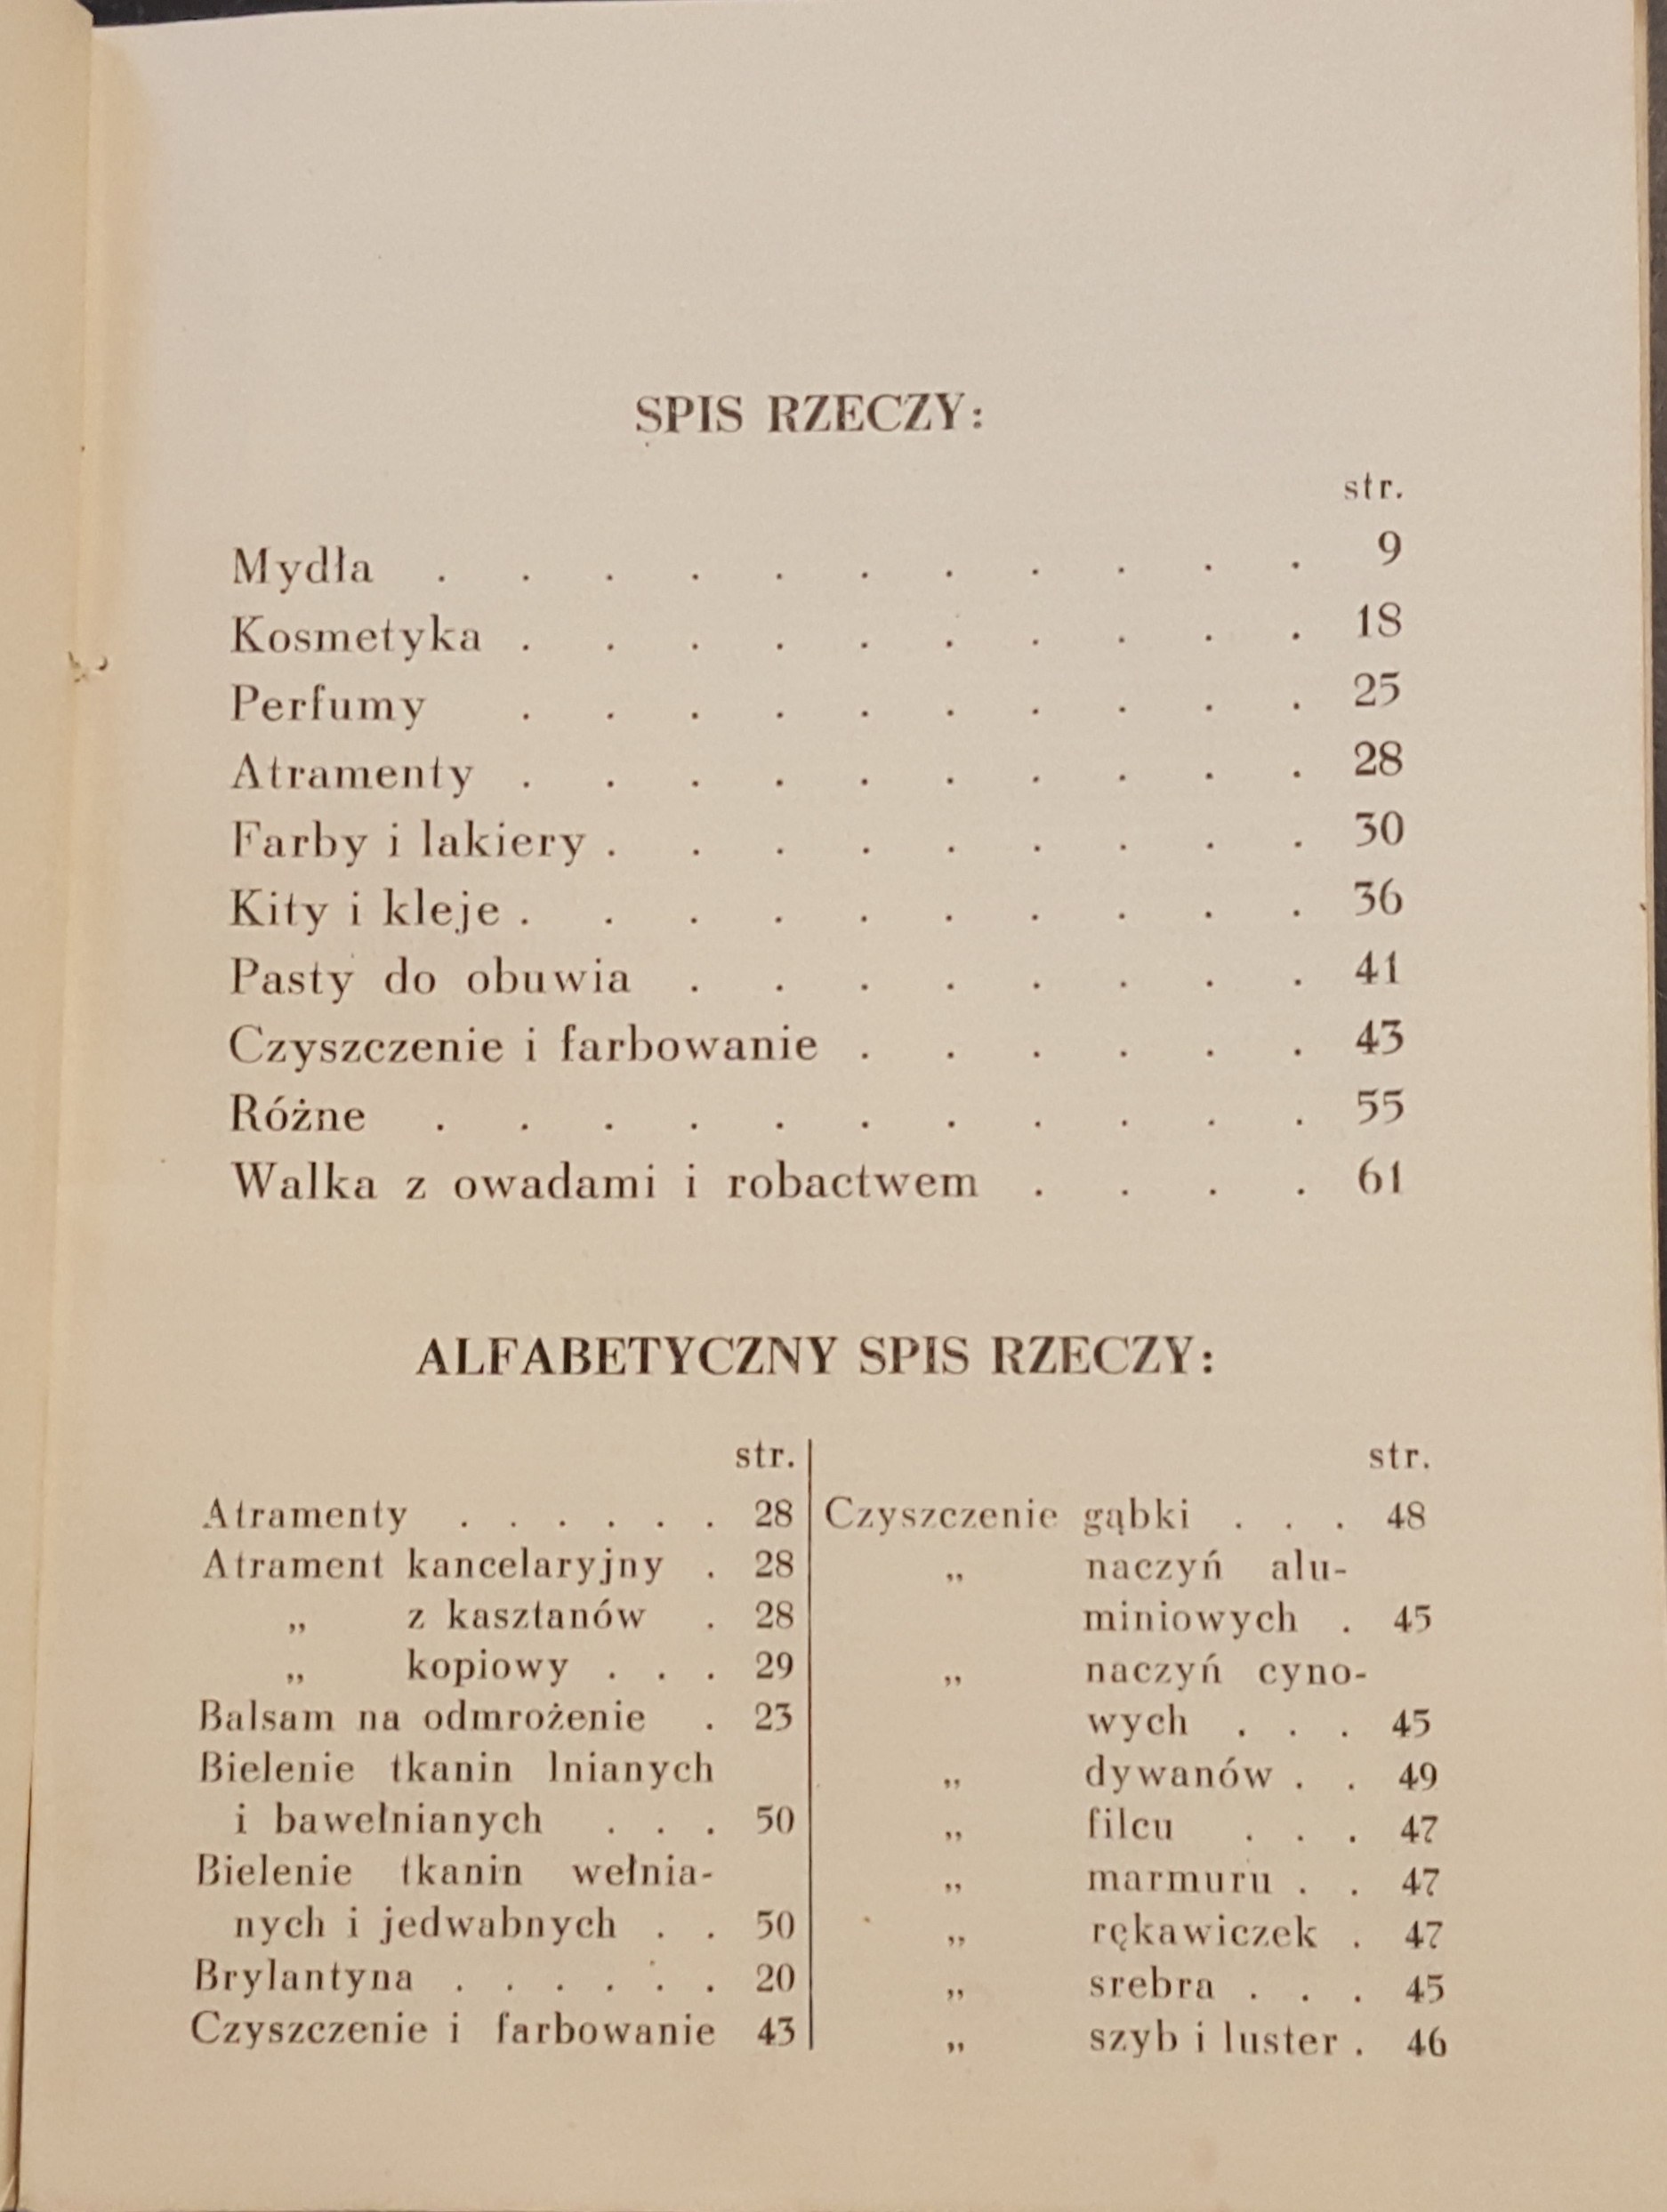 SPIS RZECZY:
str.
Mydła . . . . . . . . . . . 9
Kosmetyka . . . . . . . . . . 18
Perfumy . . . . . . . . . . 25
Atramenty . . . . . . . . . . 28
Farby i lakiery . . . . . . . . . 30
Kity i kleje . . . . . . . . . . 36
Pasty do obuwia . . . . . . . . 41
Czyszczenie i farbowanie . . . . . . 43
Różne . . . . . . . . . . . 55
Walka z owadami i robactwem . . . . 61
ALFABETYCZNY SPIS RZECZY:
str.
Atramenty . . . . . . 28
Atrament kancelaryjny . 28
„ z kasztanów . 28
„ kopiowy . . . 29
Balsam na odmrożenie . 23
Bielenie tkanin lnianych
i bawełnianych . . . 50
Bielenie tkanin wełnia-
nych i jedwabnych . . 50
Brylantyna . . . . . . 20
Czyszczenie i farbowanie 43
str.
Czyszczenie gąbki . . . 48
„ naczyń alu-
miniowych . 45
„ naczyń cyno-
wych . . . 45
„ dywanów . . 49
„ filcu . . . 47
„ marmuru . . 47
„ rękawiczek . 47
„ srebra . . . 45
„ szyb i luster . 46